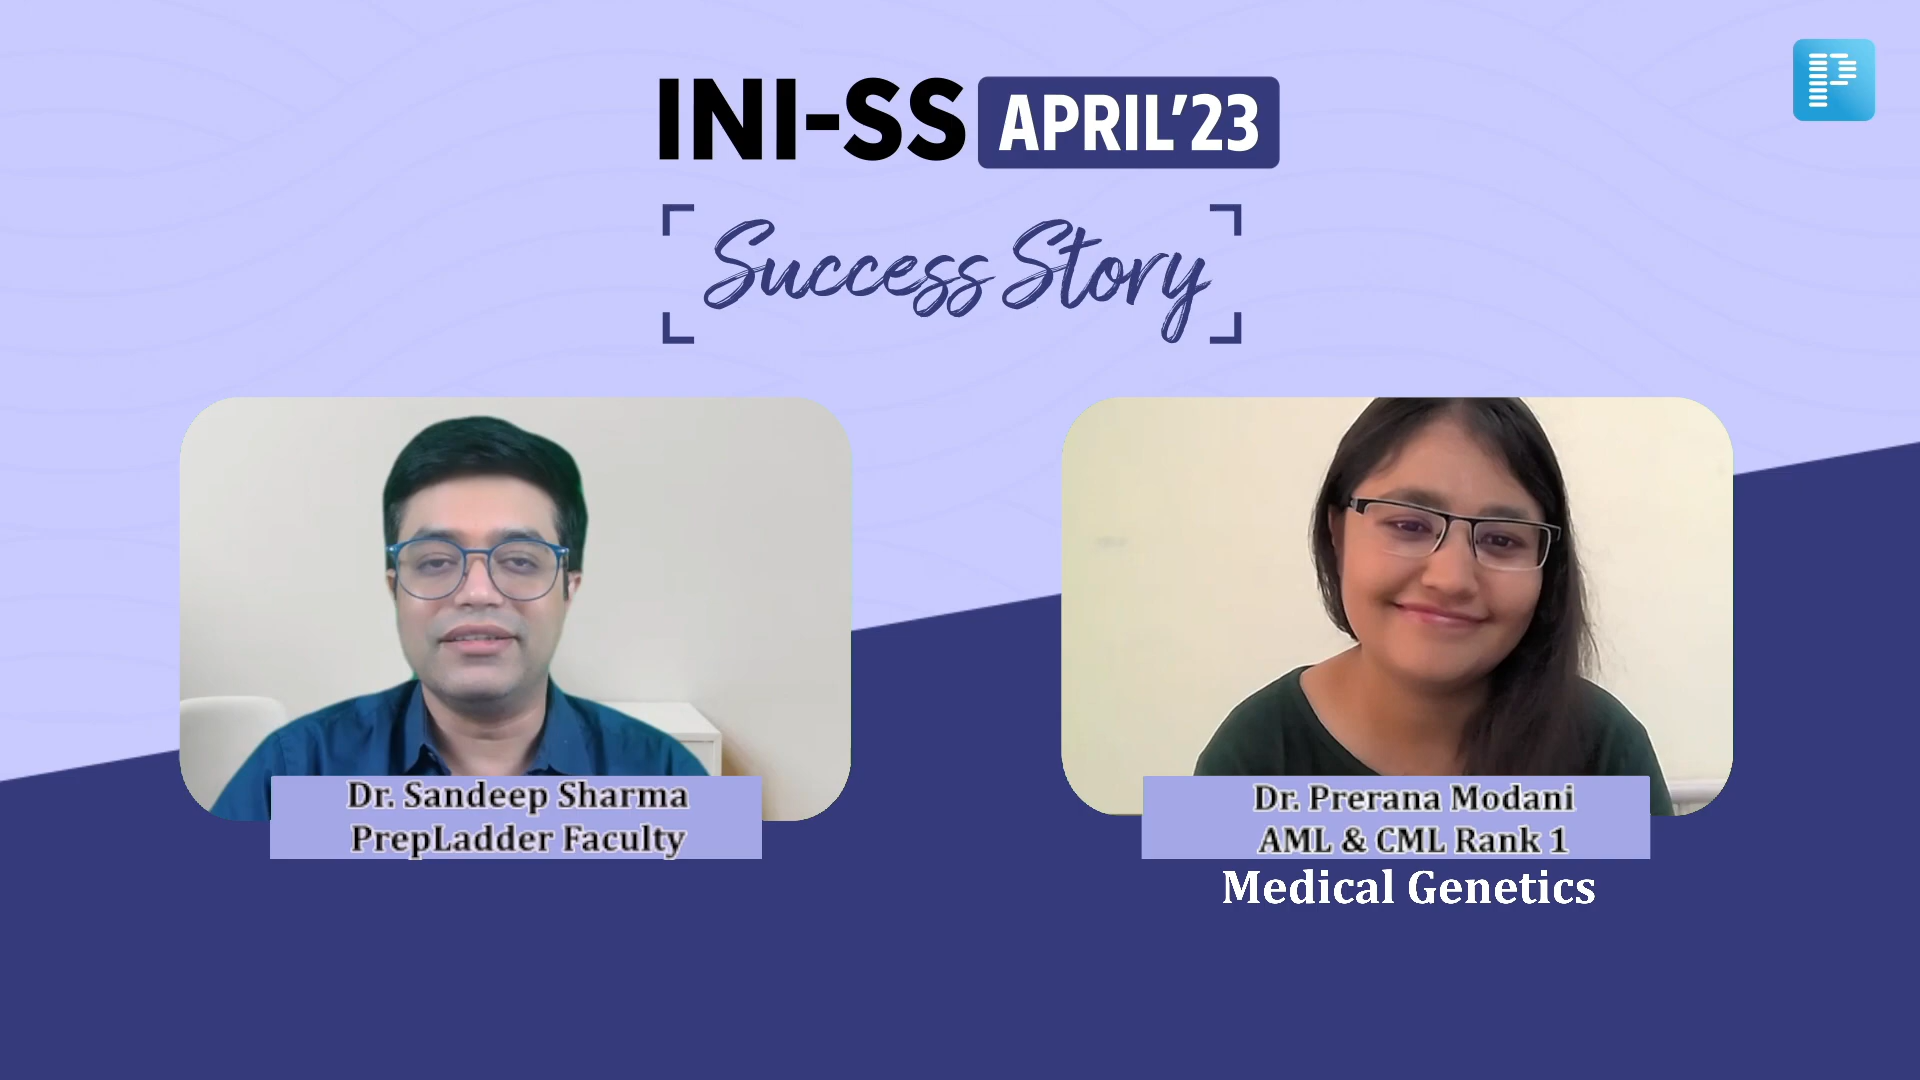 INI-SS APRIL'23
Success Story
Dr. Sandeep Sharma
PrepLadder Faculty
Dr. Prerana Modani
AML & CML Rank 1
Medical Genetics